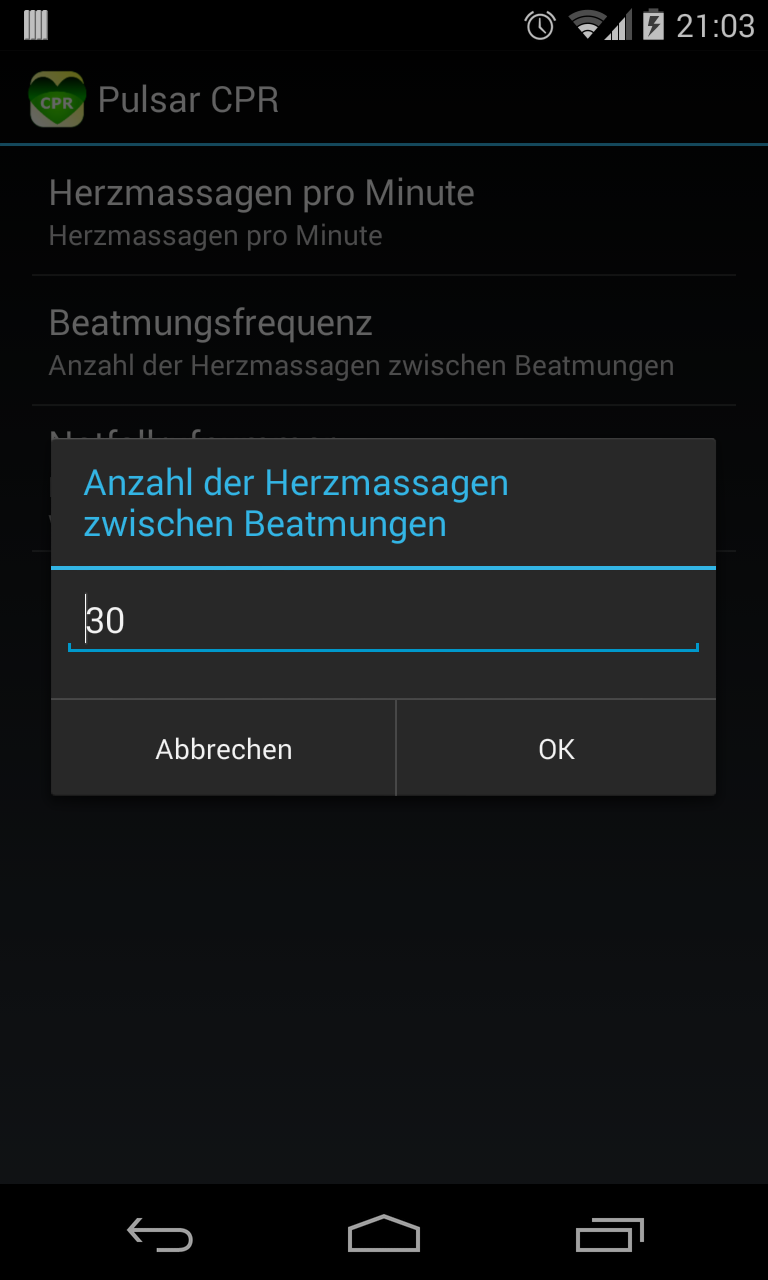 21:03
CPR
Pulsar CPR
Herzmassagen pro Minute
Herzmassagen pro Minute
Beatmungsfrequenz
Anzahl der Herzmassagen zwischen Beatmungen
Anzahl der Herzmassagen
zwischen Beatmungen
30
Abbrechen
OK